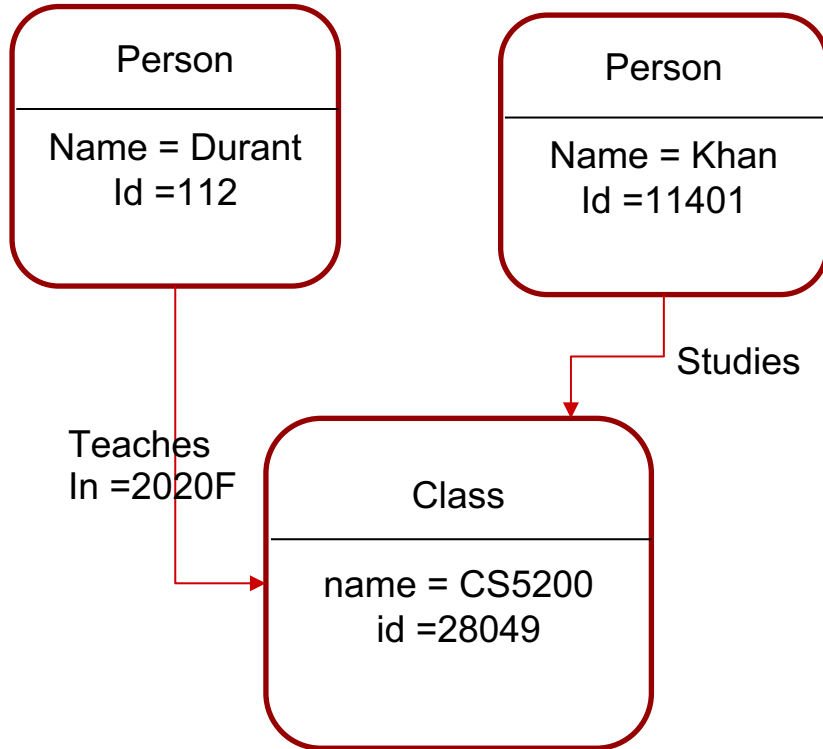 Person
Name = Durant
Id =112
Person
Name = Khan
Id =11401
Studies
Teaches
In =2020F
Class
name = CS5200
id =28049